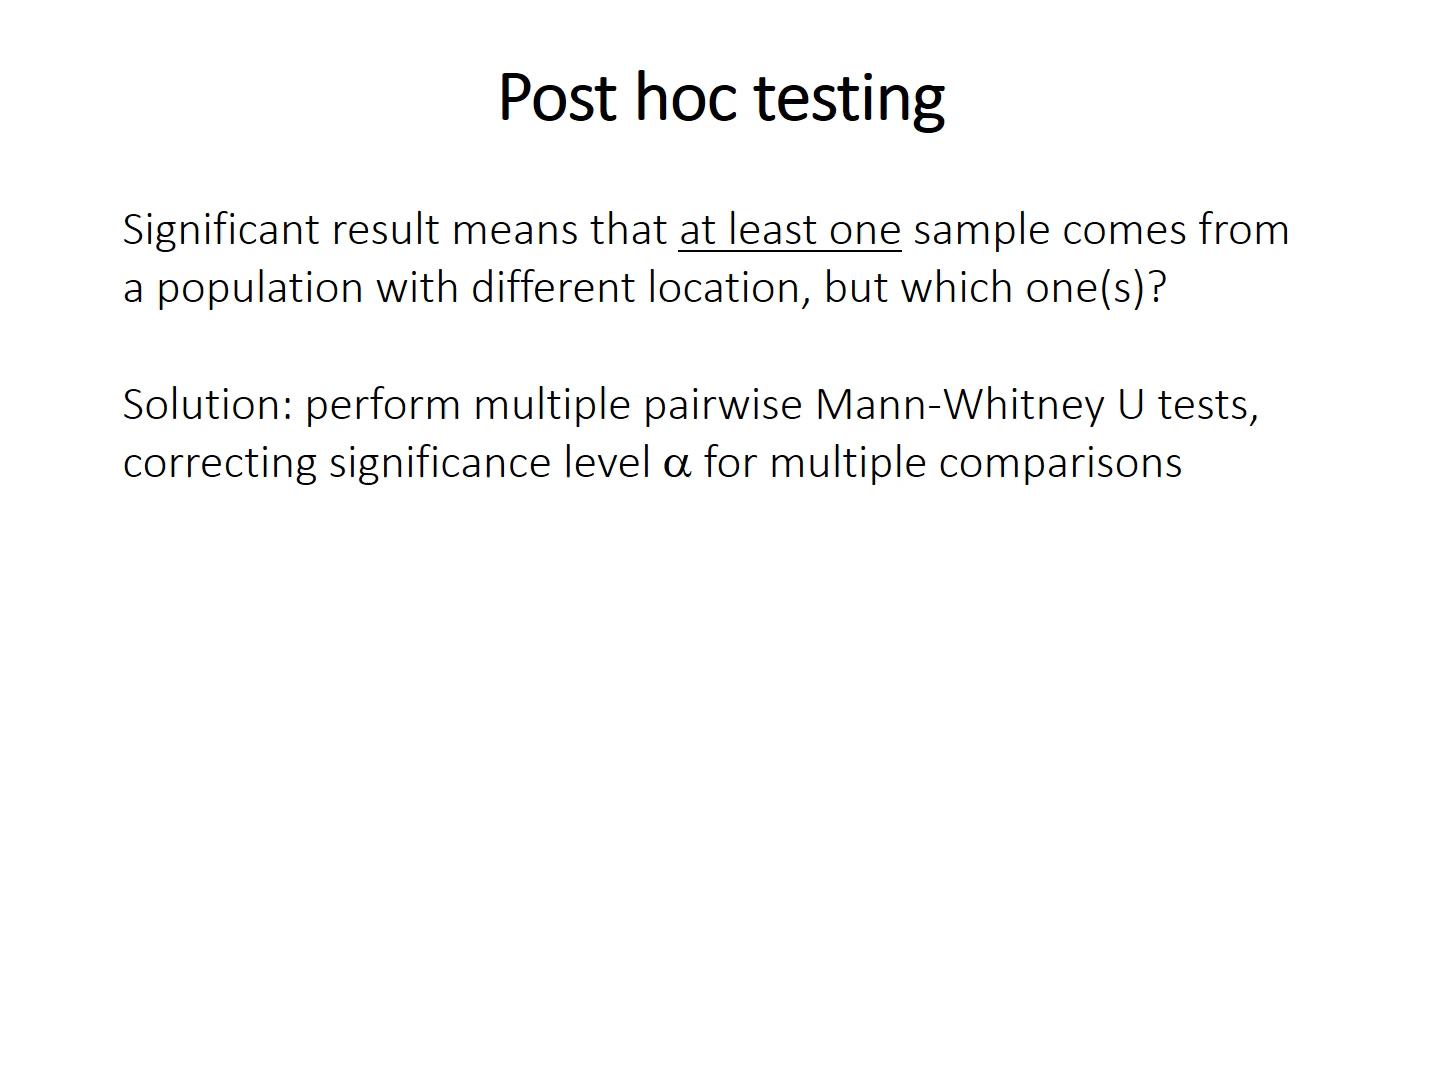 Post hoc testing
Significant result means that at least one sample comes from
a population with different location, but which one(s)?
Solution: perform multiple pairwise Mann-Whitney U tests,
correcting significance level α for multiple comparisons